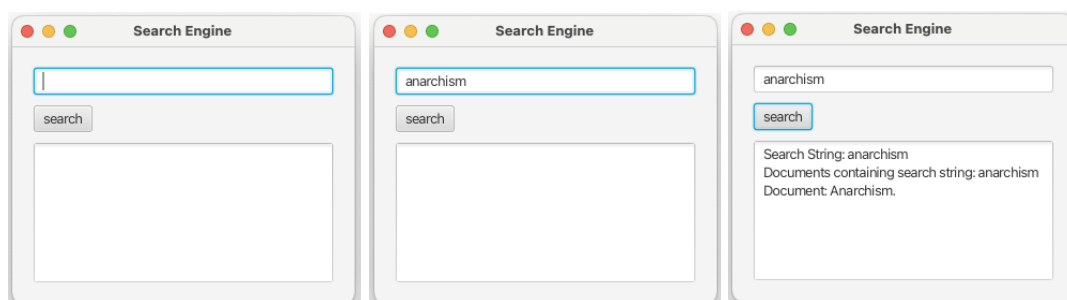 Search Engine
search
Search Engine
anarchism
search
Search Engine
anarchism
search
Search String: anarchism
Documents containing search string: anarchism
Document: Anarchism.